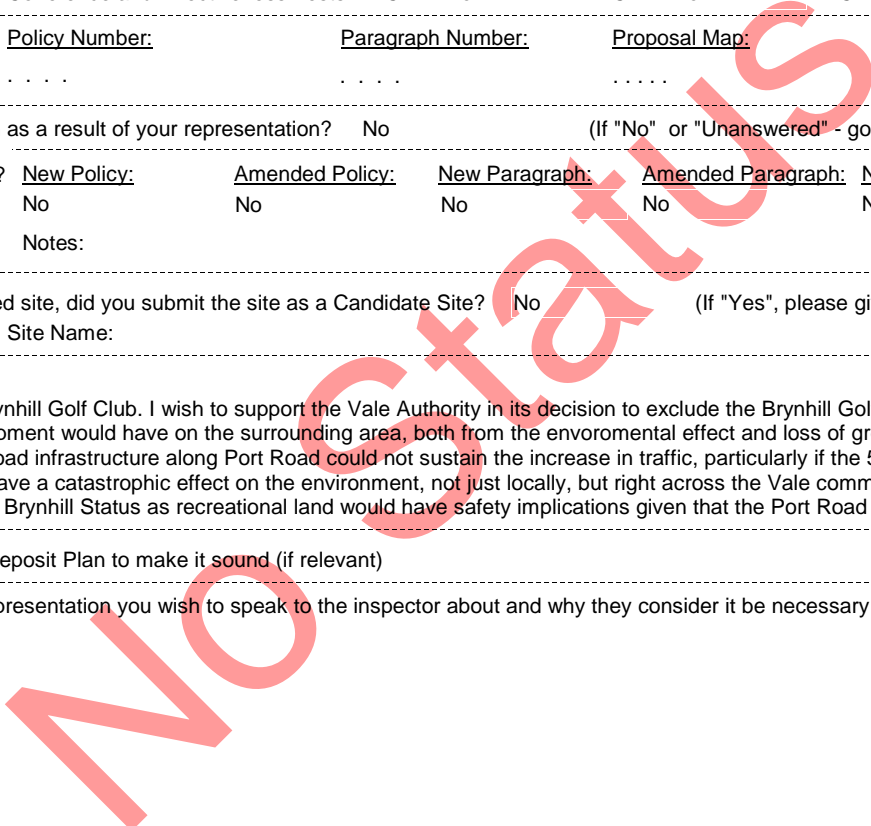 Policy Number: Paragraph Number: Proposal Map:
. . . . . . . . . . . . .
as a result of your representation? No (If "No" or "Unanswered" - go
? New Policy: Amended Policy: New Paragraph: Amended Paragraph: N
No No No No N
Notes:
ed site, did you submit the site as a Candidate Site? No (If "Yes", please gi
Site Name:
ynhill Golf Club. I wish to support the Vale Authority in its decision to exclude the Brynhill Gol
pment would have on the surrounding area, both from the envoromental effect and loss of gr
oad infrastructure along Port Road could not sustain the increase in traffic, particularly if the 5
ave a catastrophic effect on the environment, not just locally, but right across the Vale comm
Brynhill Status as recreational land would have safety implications given that the Port Road
eposit Plan to make it sound (if relevant)
presentation you wish to speak to the inspector about and why they consider it be necessary
No Status